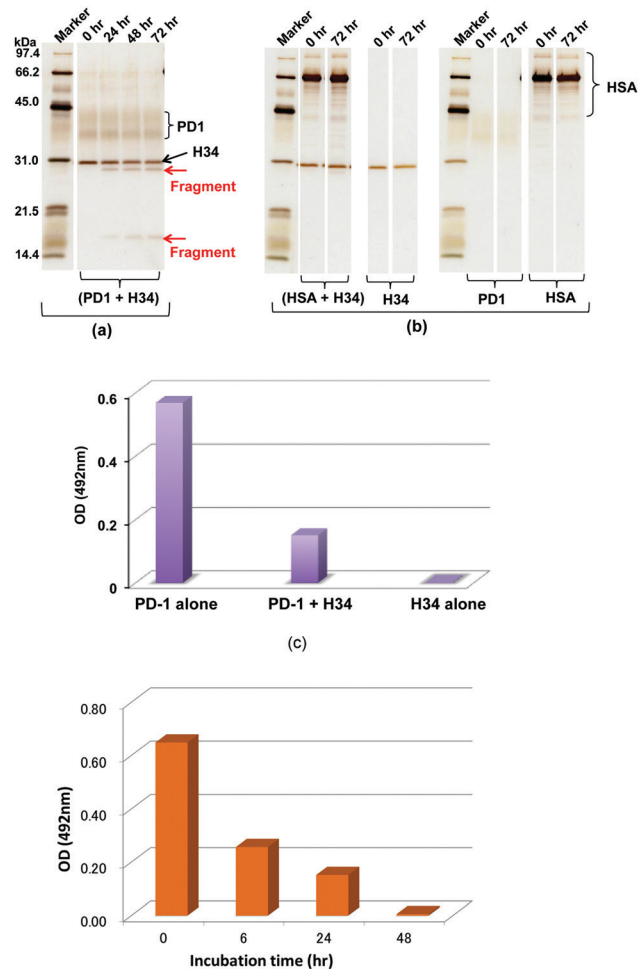 kDa
Marker
0 hr
24 hr
48 hr
72 hr
97.4
66.2
45.0
31.0
21.5
14.4
PD1
H34
Fragment
Fragment
(PD1 + H34)
(a)
Marker
0 hr
72 hr
0 hr
72 hr
Marker
0 hr
72 hr
0 hr
72 hr
HSA
(HSA + H34)
H34
PD1
HSA
(b)
OD (492nm)
0.6
0.4
0.2
0
PD-1 alone
PD-1 + H34
H34 alone
(c)
OD (492nm)
0.80
0.60
0.40
0.20
0.00
0
6
24
48
Incubation time (hr)